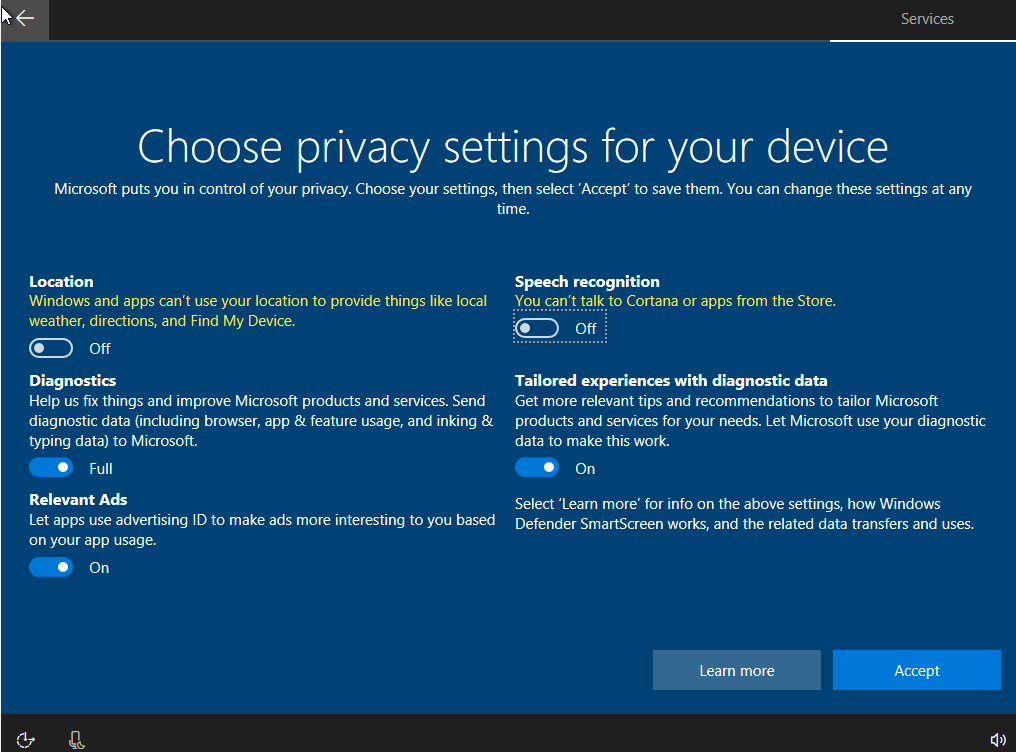 Services
Choose privacy settings for your device
Microsoft puts you in control of your privacy. Choose your settings, then select ‘Accept’ to save them. You can change these settings at any
time.
Location
Windows and apps can’t use your location to provide things like local
weather, directions, and Find My Device.
Off
Speech recognition
You can’t talk to Cortana or apps from the Store.
Off
Diagnostics
Help us fix things and improve Microsoft products and services. Send
diagnostic data (including browser, app & feature usage, and inking &
typing data) to Microsoft.
Full
Tailored experiences with diagnostic data
Get more relevant tips and recommendations to tailor Microsoft
products and services for your needs. Let Microsoft use your diagnostic
data to make this work.
On
Relevant Ads
Let apps use advertising ID to make ads more interesting to you based
on your app usage.
On
Select ‘Learn more’ for info on the above settings, how Windows
Defender SmartScreen works, and the related data transfers and uses.
Learn more
Accept